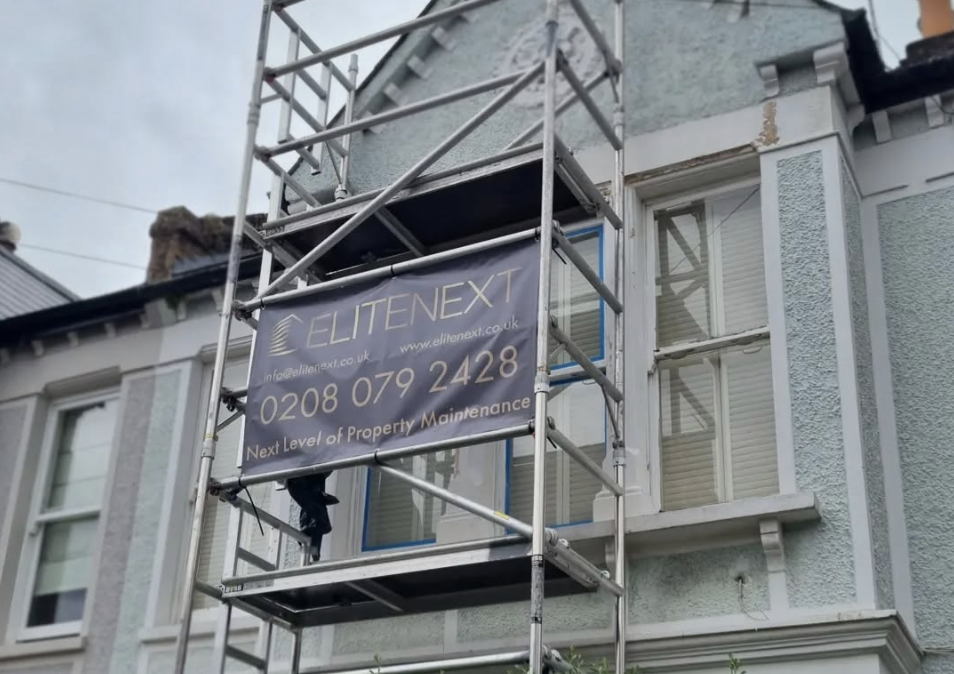 ELITENEXT
info@elitenext.co.uk www.elitenext.co.uk
0208 079 2428
Next Level of Property Maintenance